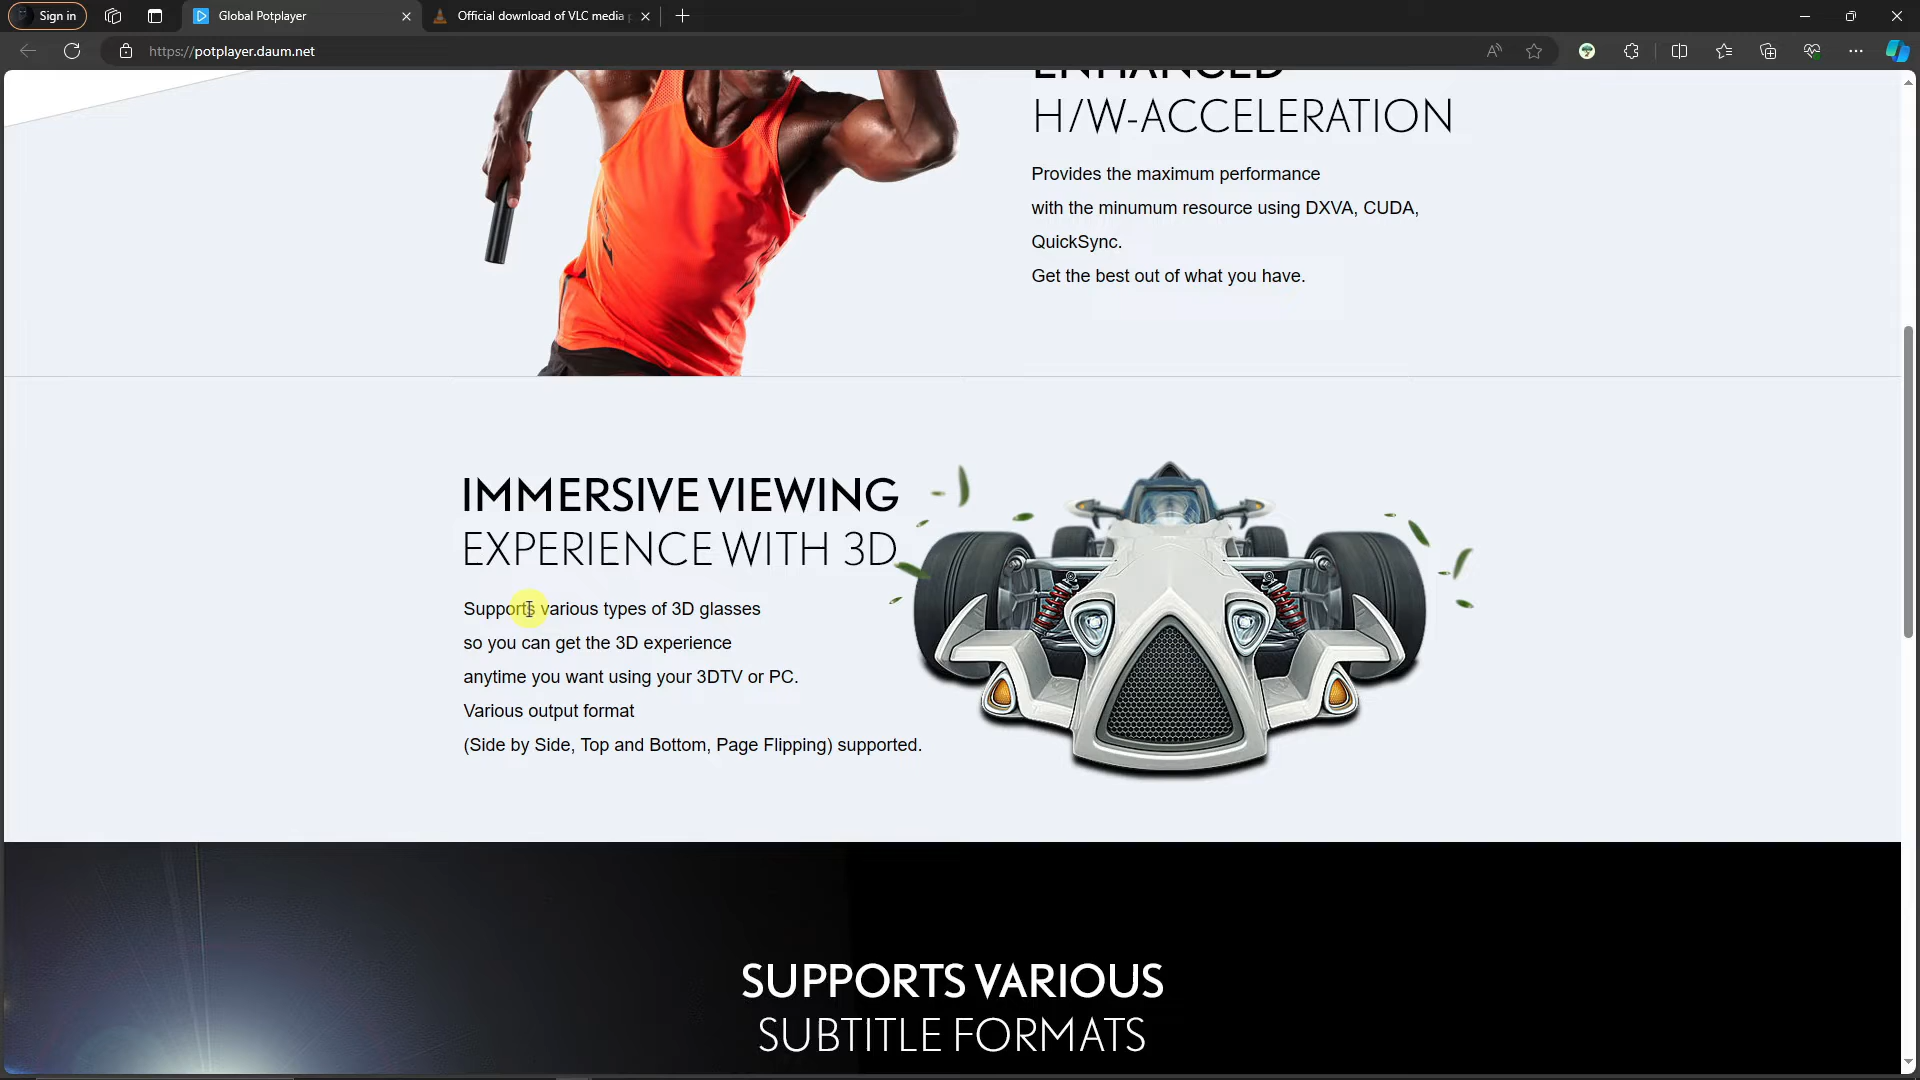 Sign in
Global Potplayer
Official download of VLC media
https://potplayer.daum.net
ENHANCED
H/W-ACCELERATION
Provides the maximum performance
with the minumum resource using DXVA, CUDA,
QuickSync.
Get the best out of what you have.
IMMERSIVE VIEWING
EXPERIENCE WITH 3D
Supports various types of 3D glasses
so you can get the 3D experience
anytime you want using your 3DTV or PC.
Various output format
(Side by Side, Top and Bottom, Page Flipping) supported.
SUPPORTS VARIOUS
SUBTITLE FORMATS